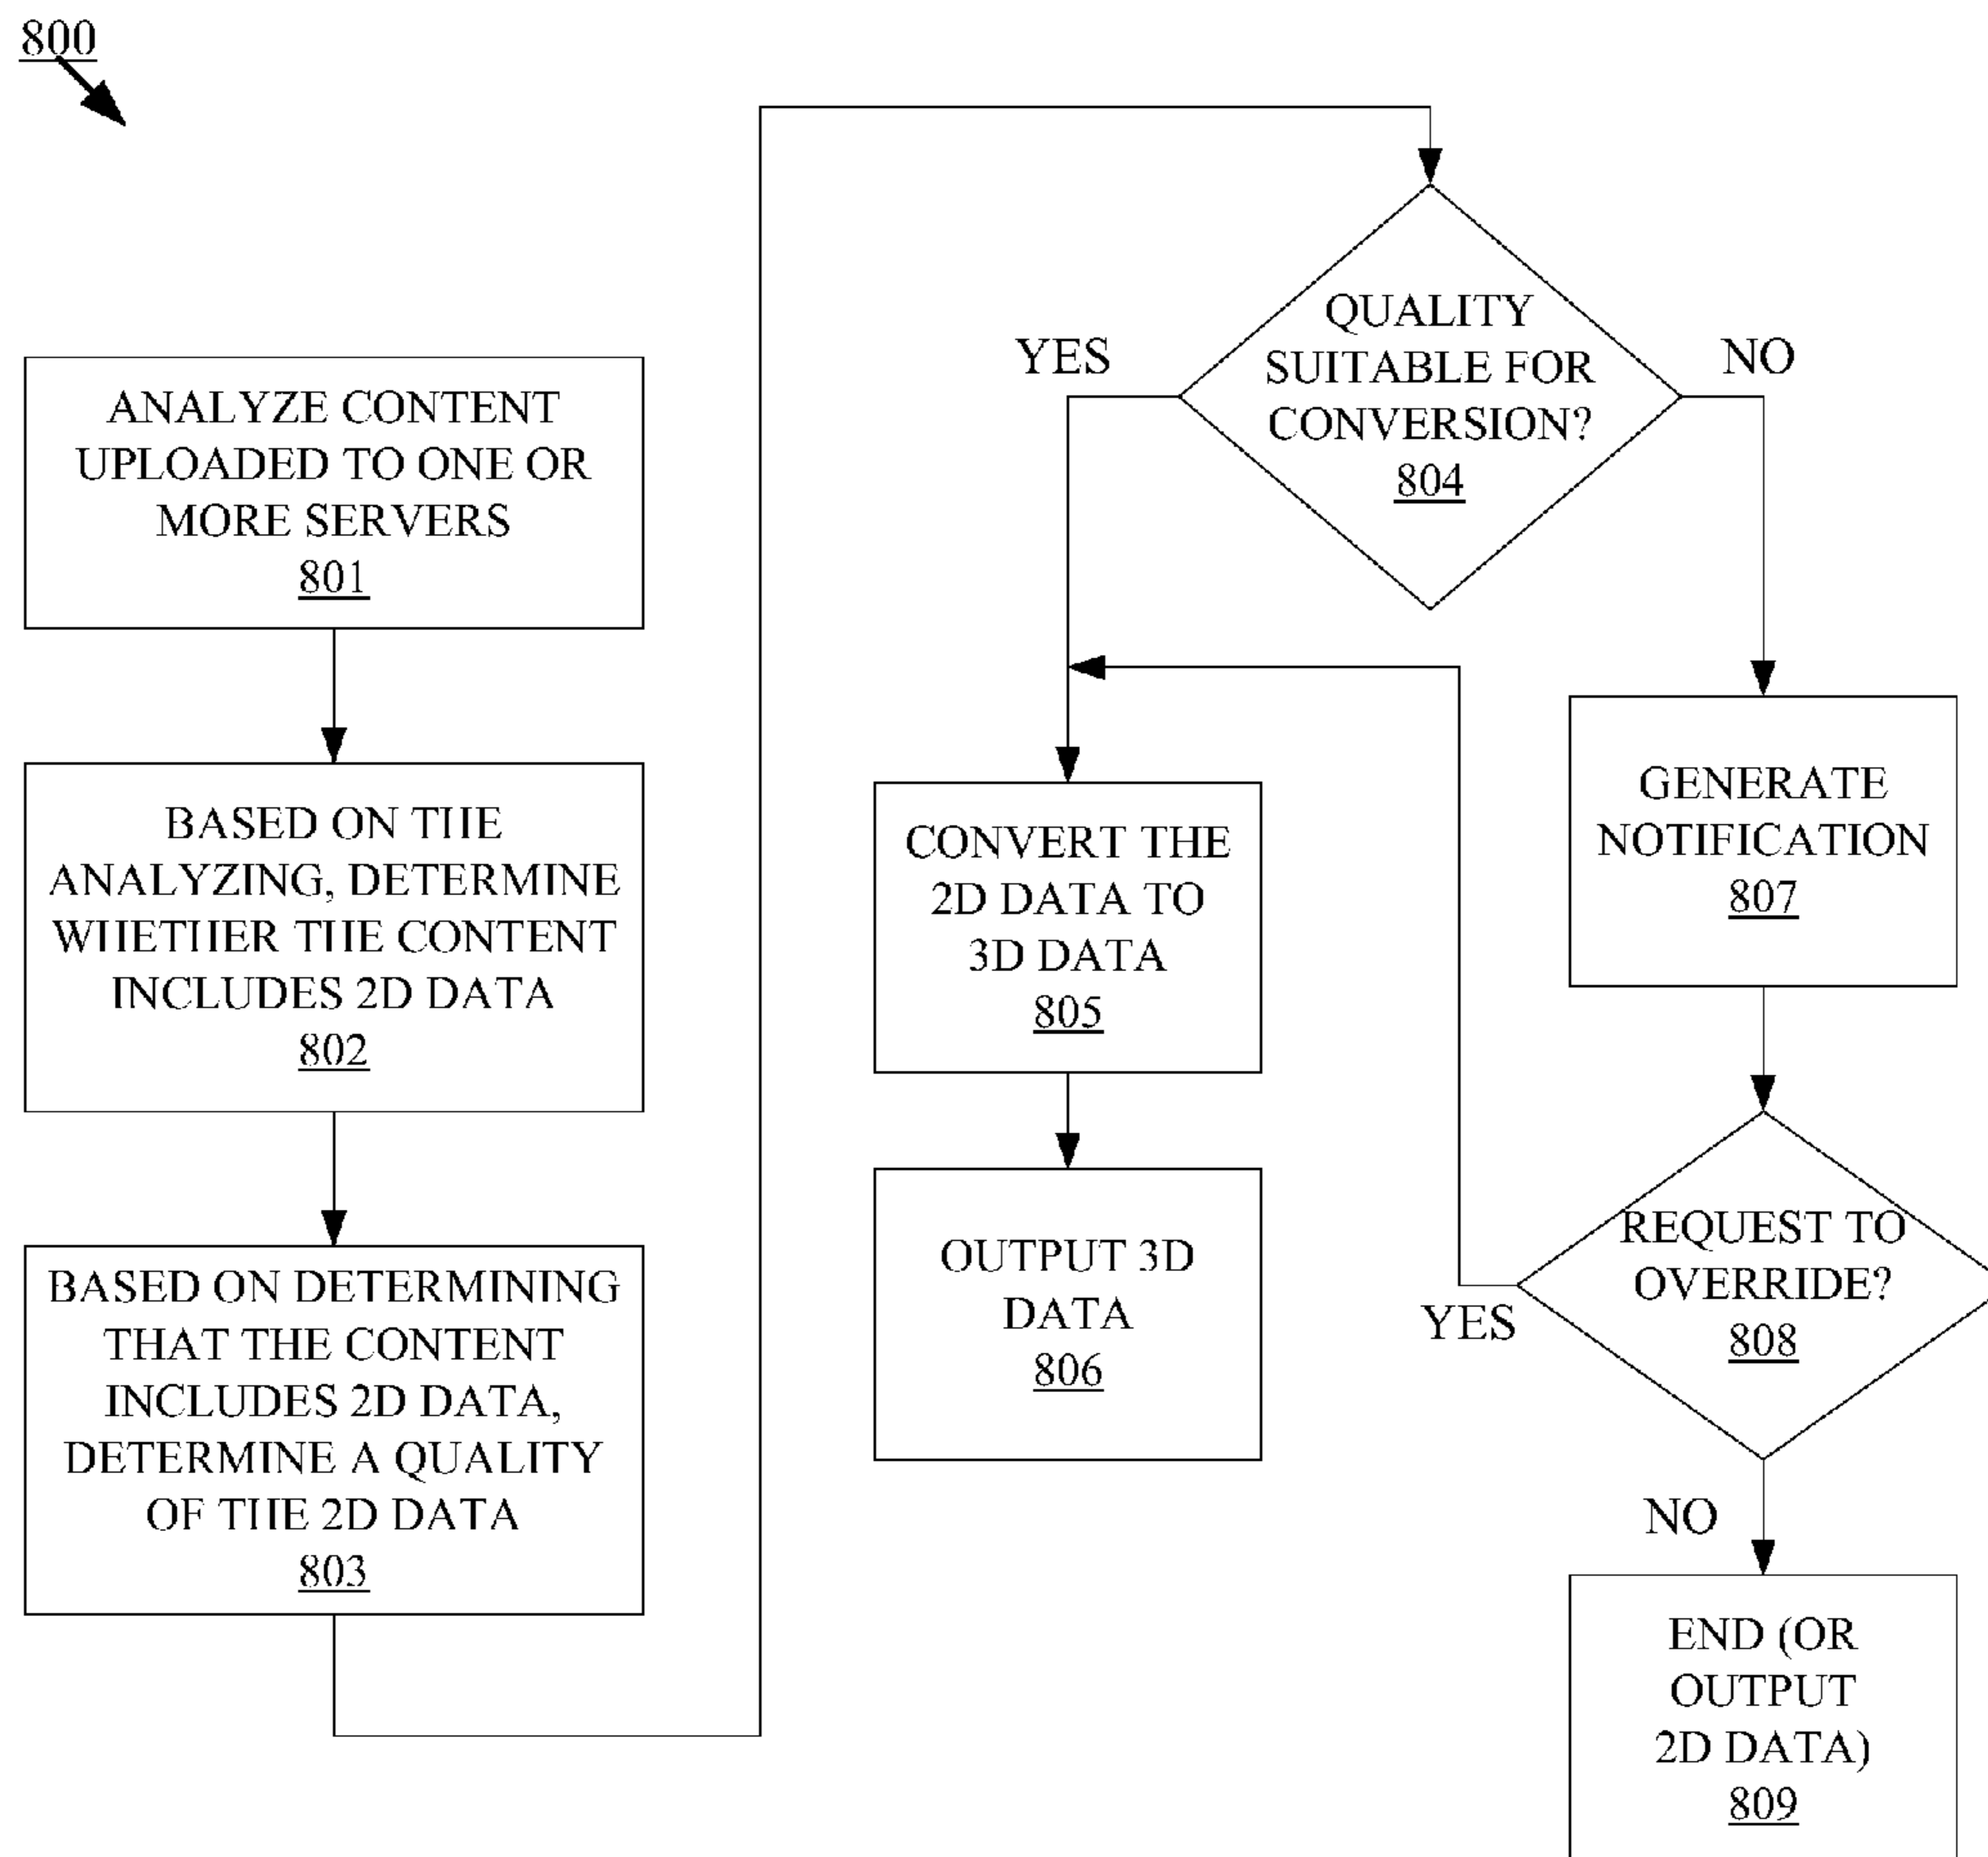 800
ANALYZE CONTENT
UPLOADED TO ONE OR
MORE SERVERS
801
BASED ON THE
ANALYZING, DETERMINE
WHETHER THE CONTENT
INCLUDES 2D DATA
802
BASED ON DETERMINING
THAT THE CONTENT
INCLUDES 2D DATA,
DETERMINE A QUALITY
OF THE 2D DATA
803
QUALITY
SUITABLE FOR
CONVERSION?
804
YES
NO
CONVERT THE
2D DATA TO
3D DATA
805
OUTPUT 3D
DATA
806
GENERATE
NOTIFICATION
807
REQUEST TO
OVERRIDE?
808
YES
NO
END (OR
OUTPUT
2D DATA)
809